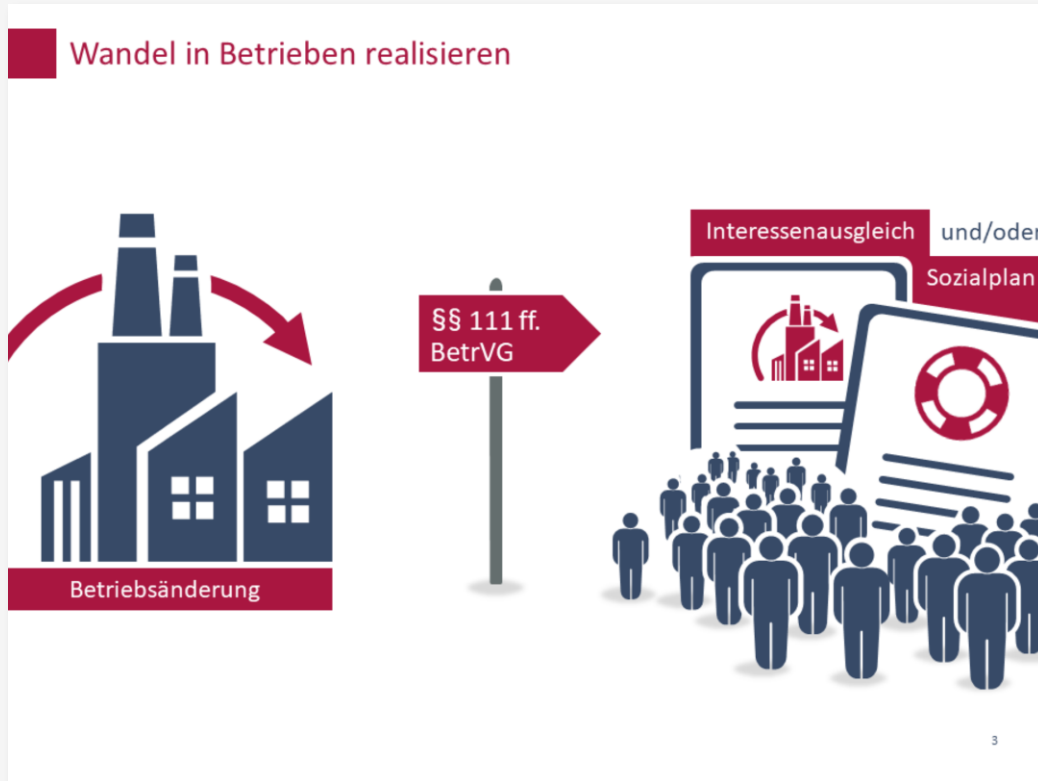 Wandel in Betrieben realisieren
Interessenausgleich und/oder
Sozialplan
§§ 111 ff.
BetrVG
Betriebsänderung
3